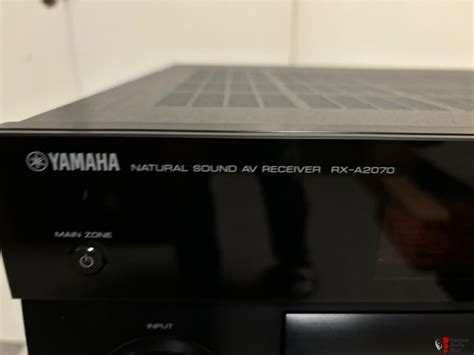 YAMAHA NATURAL SOUND AV RECEIVER RX-A2070
MAIN ZONE
INPUT